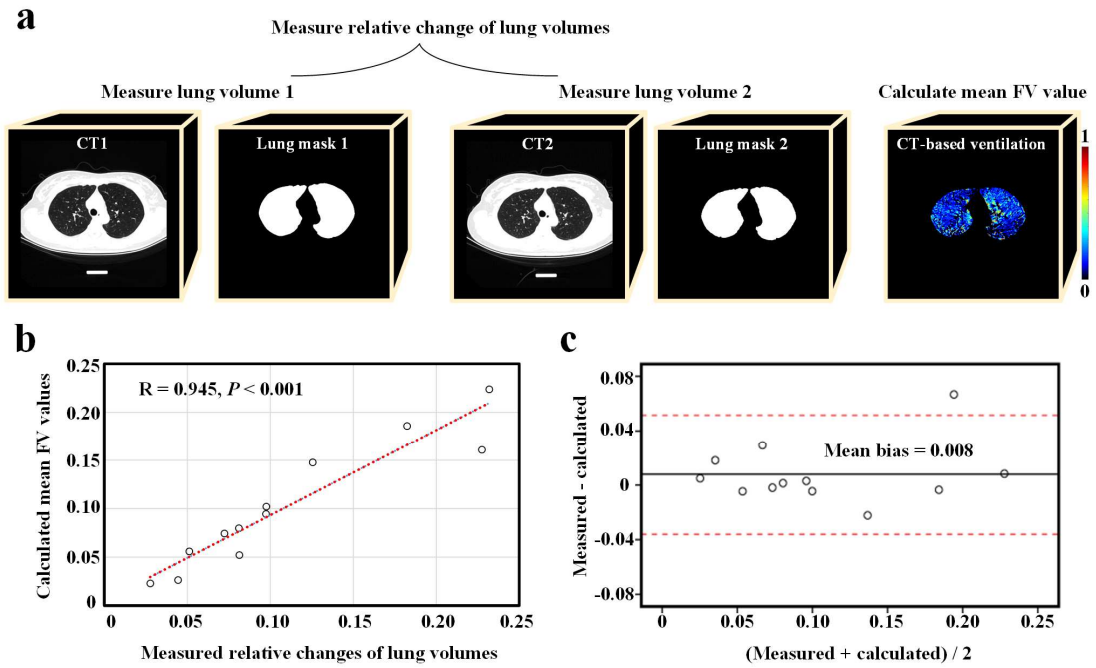 a
Measure relative change of lung volumes
Measure lung volume 1
Measure lung volume 2
Calculate mean FV value
CT1
Lung mask 1
CT2
Lung mask 2
CT-based ventilation
1
0
b
R = 0.945, P < 0.001
Calculated mean FV values
0.25
0.20
0.15
0.10
0.05
0
0
0.05
0.10
0.15
0.20
0.25
Measured relative changes of lung volumes
c
Mean bias = 0.008
Measured - calculated
0.08
0.04
0
-0.04
-0.08
0
0.05
0.10
0.15
0.20
0.25
(Measured + calculated) / 2